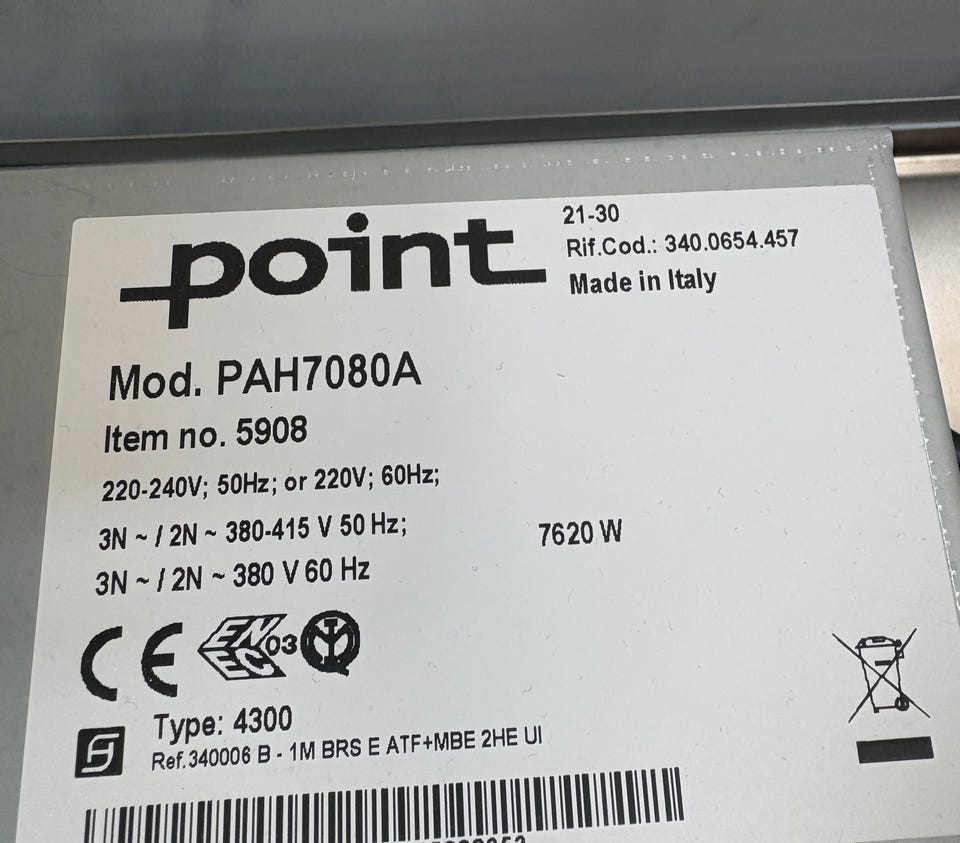 point
21-30
Rif.Cod.: 340.0654.457
Made in Italy
Mod. PAH7080A
Item no. 5908
220-240V; 50Hz; or 220V; 60Hz;
3N ~ / 2N ~ 380-415 V 50 Hz;
7620 W
3N ~ / 2N ~ 380 V 60 Hz
CE
ENEC
03
Type: 4300
Ref.340006 B - 1M BRS E ATF+MBE 2HE UI